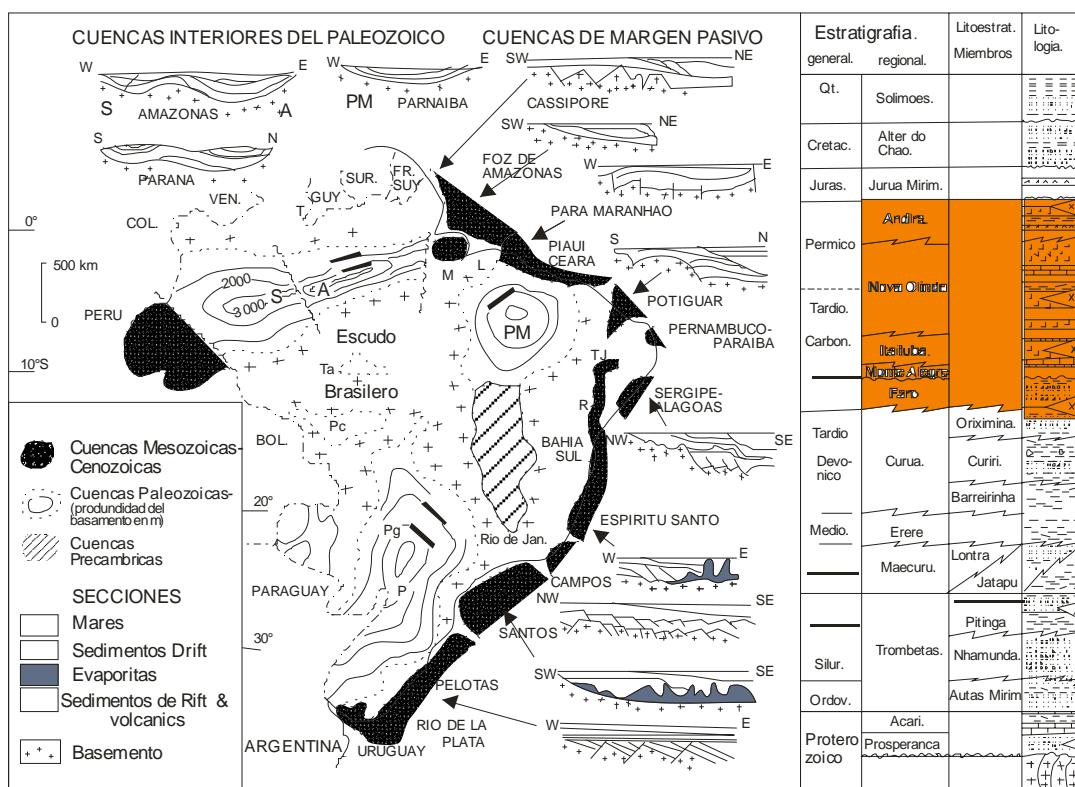 CUENCAS INTERIORES DEL PALEOZOICO
CUENCAS DE MARGEN PASIVO
W
E
S
A
AMAZONAS
W
E
PM
PARNAIBA
SW
NE
CASSIPORE
S
N
PARANA
SW
NE
FOZ DE
AMAZONAS
W
E
PARA MARANHAO
PIAUI
CEARA
S
N
POTIGUAR
PERNAMBUCO-
PARAIBA
SERGIPE-
ALAGOAS
NW
SE
BAHIA
SUL
ESPIRITU SANTO
W
E
CAMPOS
NW
SE
SANTOS
SW
SE
PELOTAS
RIO DE LA
PLATA
W
E
COL.
VEN.
T.
GUY
SUR.
FR.
SUY
0°
500 km
0
10°S
20°
30°
PERU
2000
3 000
S
A
M
L
PM
Escudo
Brasilero
Ta
Pc
BOL.
TJ
R
Rio de Jan.
Pg
P
PARAGUAY
ARGENTINA
URUGUAY
Cuencas Mesozoicas-
Cenozoicas
Cuencas Paleozoicas-
(profundidad del
basamento en m)
Cuencas
Precambricas
SECCIONES
Mares
Sedimentos Drift
Evaporitas
Sedimentos de Rift &
volcanics
Basemento
Estratigrafia.
general.
regional.
Litoestrat.
Miembros
Lito-
logia.
Qt.
Solimoes.
Cretac.
Alter do
Chao.
Juras.
Jurua Mirim.
Permico
Andira.
Nova Olinda
Tardio.
Carbon.
Itaituba.
Monte Alegre
Faro
Tardio
Devo-
nico
Curua.
Oriximina.
Curiri.
Barreirinha
Medio.
Erere
Maecuru.
Lontra
Jatapu
Silur.
Trombetas.
Pitinga
Nhamunda.
Ordov.
Autas Mirim
Proter
zoico
Acari.
Prosperanca